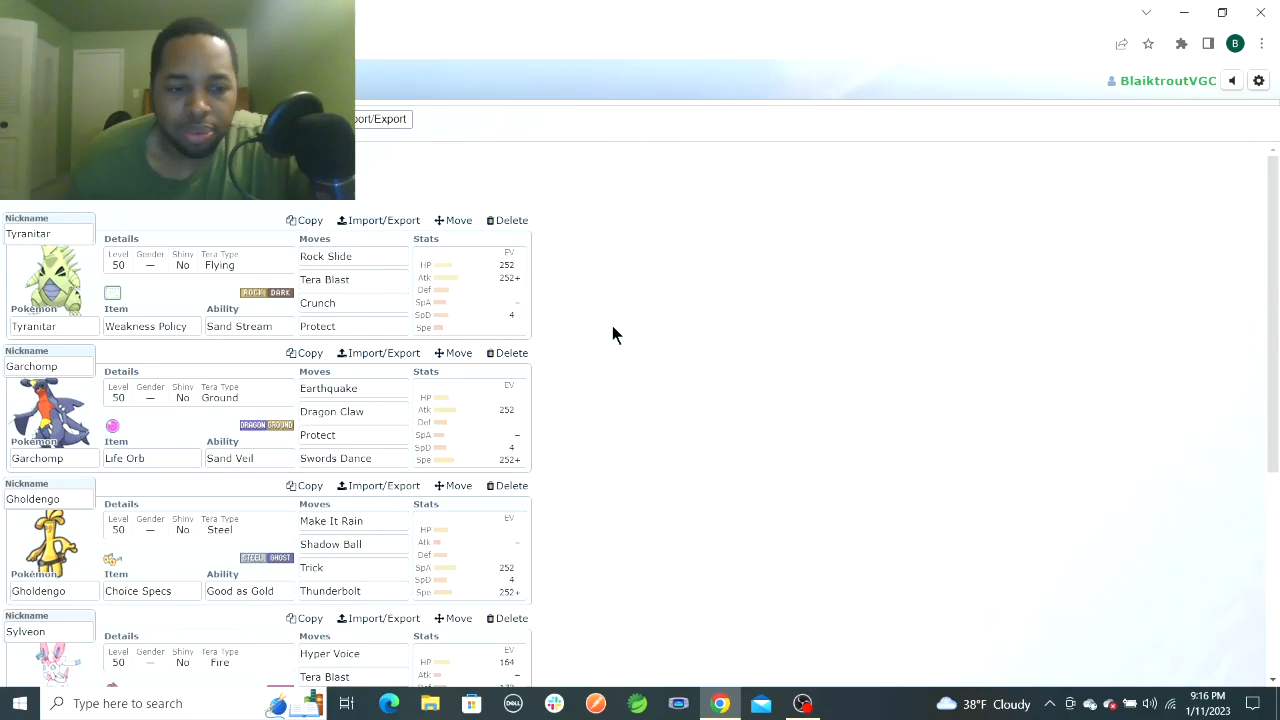 B
BlaiktroutVGC
ort/Export
Nickname
Tyranitar
Copy Import/Export Move Delete
Details
Level Gender Shiny Tera Type
50 — No Flying
ROCK DARK
Pokémon Item Ability
Tyranitar Weakness Policy Sand Stream
Moves
Rock Slide
Tera Blast
Crunch
Protect
Stats
EV
HP 252
Atk 252+
Def
SpA –
SpD 4
Spe
Nickname
Garchomp
Copy Import/Export Move Delete
Details
Level Gender Shiny Tera Type
50 — No Ground
DRAGON GROUND
Pokémon Item Ability
Garchomp Life Orb Sand Veil
Moves
Earthquake
Dragon Claw
Protect
Swords Dance
Stats
EV
HP
Atk 252
Def
SpA –
SpD 4
Spe 252+
Nickname
Gholdengo
Copy Import/Export Move Delete
Details
Level Gender Shiny Tera Type
50 — No Steel
STEEL GHOST
Pokémon Item Ability
Gholdengo Choice Specs Good as Gold
Moves
Make It Rain
Shadow Ball
Trick
Thunderbolt
Stats
EV
HP
Atk –
Def
SpA 252
SpD 4
Spe 252+
Nickname
Sylveon
Copy Import/Export Move Delete
Details
Level Gender Shiny Tera Type
50 — No Fire
Moves
Hyper Voice
Tera Blast
Stats
EV
HP 164
Atk –
Type here to search
DELL
38°F Cloudy
9:16 PM
1/11/2023